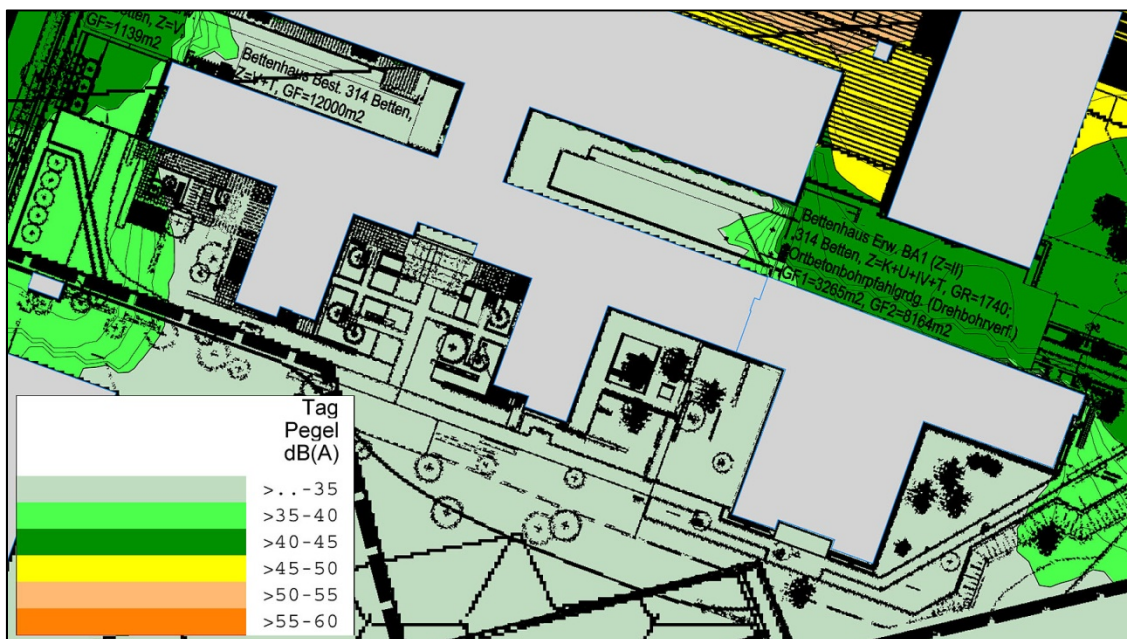 etten, Z=V,
GF=1139m2
Bettenhaus Best. 314 Betten,
Z=V+T, GF=12000m2
Bettenhaus Erw. BA1 (Z=II)
314 Betten, Z=K+U+IV+T, GR=1740;
Ortbetonbohrpfahlgrdg. (Drehbohrverf.)
GF1=3265m2, GF2=8164m2
Tag
Pegel
dB(A)
>..-35
>35-40
>40-45
>45-50
>50-55
>55-60